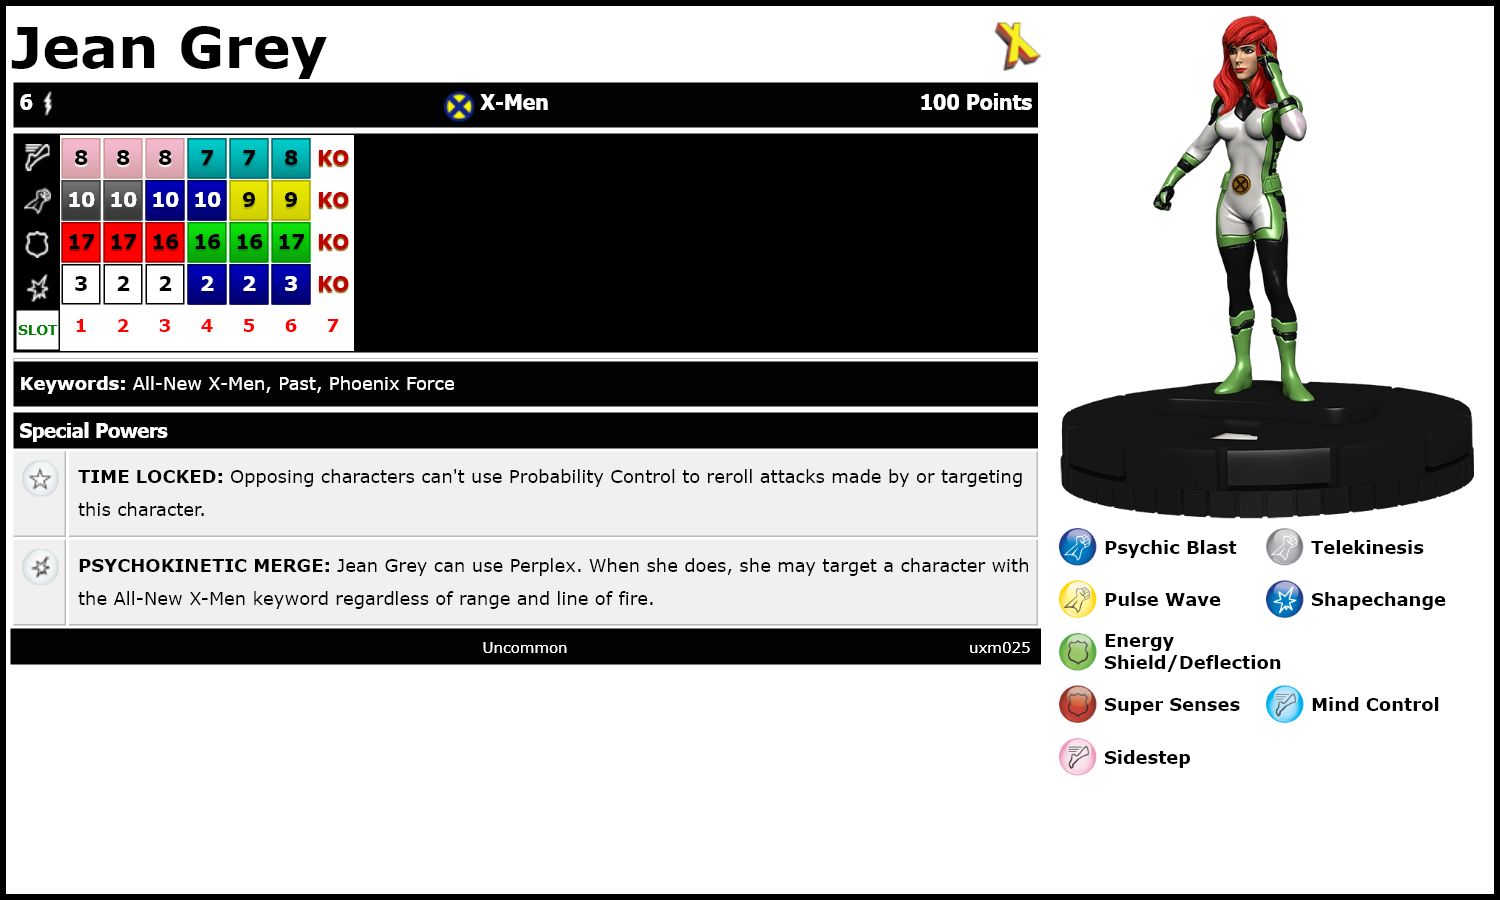 Jean Grey
6 X-Men 100 Points
8 8 8 7 7 8 KO
10 10 10 10 9 9 KO
17 17 16 16 16 17 KO
3 2 2 2 2 3 KO
SLOT 1 2 3 4 5 6 7
Keywords: All-New X-Men, Past, Phoenix Force
Special Powers
TIME LOCKED: Opposing characters can't use Probability Control to reroll attacks made by or targeting
this character.
PSYCHOKINETIC MERGE: Jean Grey can use Perplex. When she does, she may target a character with
the All-New X-Men keyword regardless of range and line of fire.
Uncommon uxm025
Psychic Blast Telekinesis
Pulse Wave Shapechange
Energy
Shield/Deflection
Super Senses Mind Control
Sidestep